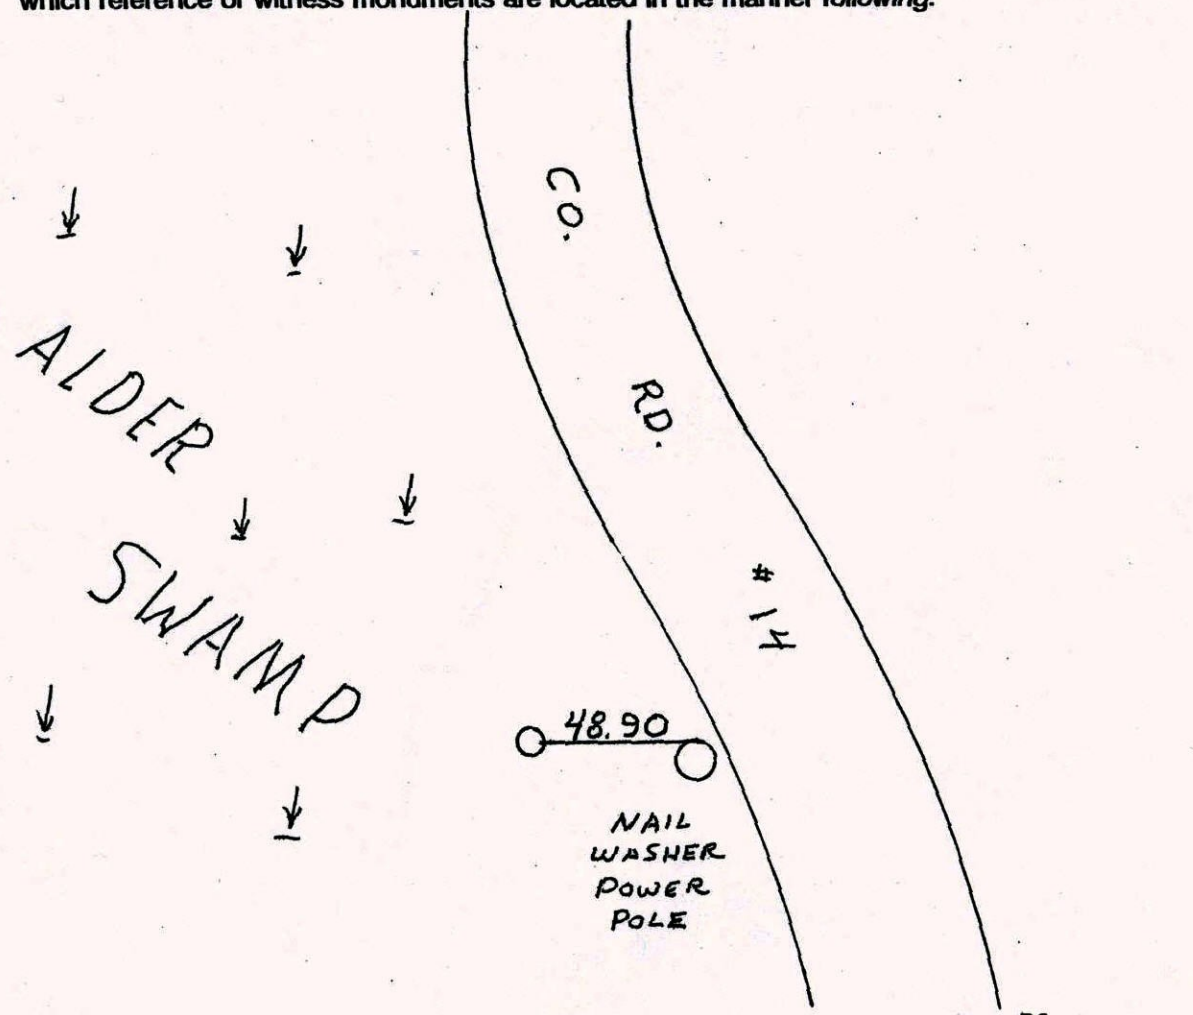 which reference or witness monuments are located in the manner following:
CO.
RD.
# 14
ALDER
SWAMP
48.90
NAIL
WASHER
POWER
POLE